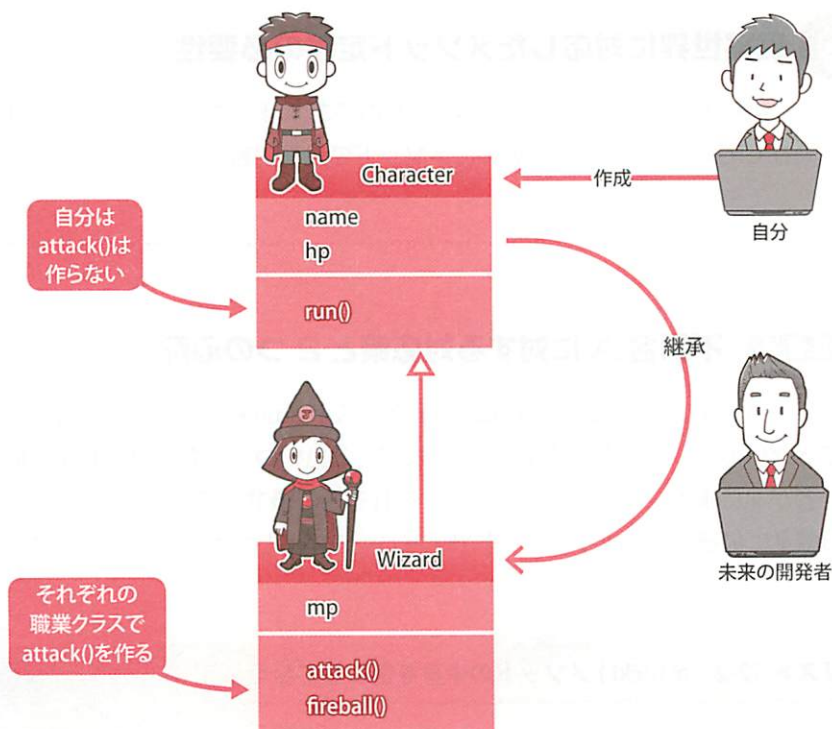 Character
name
hp
run()
自分は
attack()は
作らない
作成
自分
継承
未来の開発者
Wizard
mp
attack()
fireball()
それぞれの
職業クラスで
attack()を作る